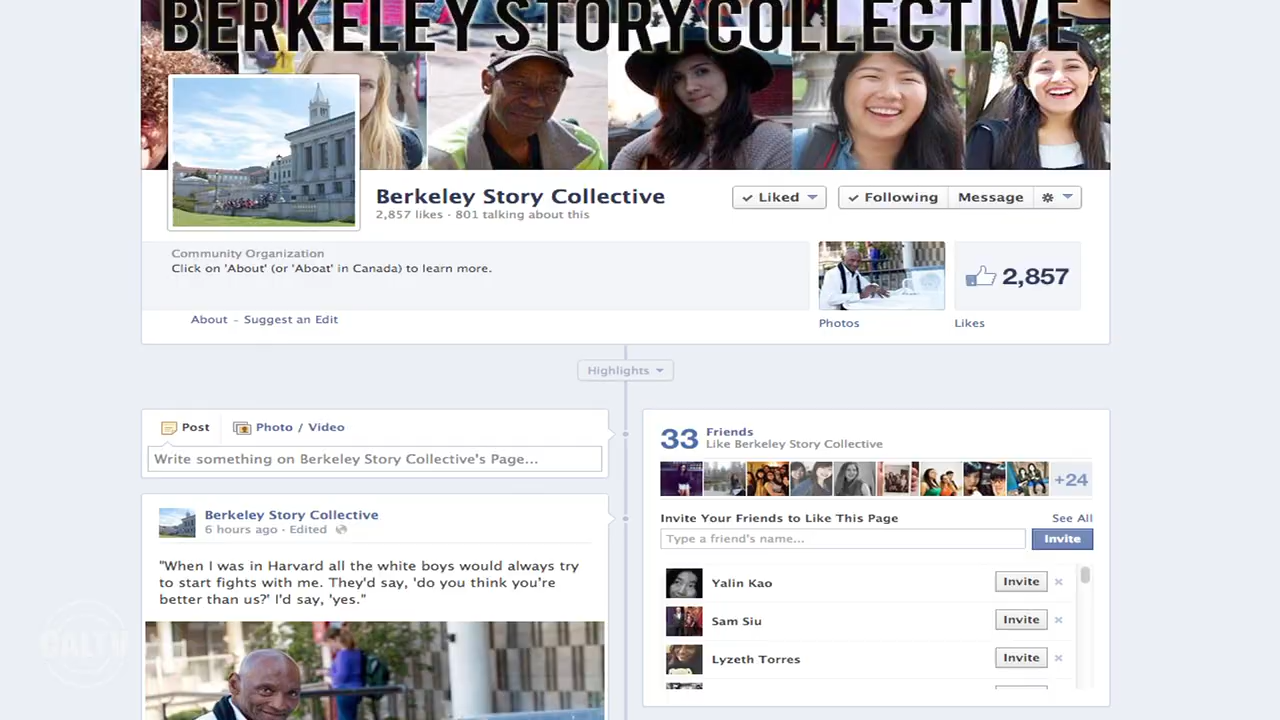 BERKELEY STORY COLLECTIVE
Berkeley Story Collective
2,857 likes · 801 talking about this
Liked
Following
Message
Community Organization
Click on 'About' (or 'Aboat' in Canada) to learn more.
2,857
About – Suggest an Edit
Photos
Likes
Highlights
Post
Photo / Video
Write something on Berkeley Story Collective's Page...
33
Friends
Like Berkeley Story Collective
+24
Invite Your Friends to Like This Page
See All
Type a friend's name...
Invite
Yalin Kao
Invite
Sam Siu
Invite
Lyzeth Torres
Invite
Berkeley Story Collective
6 hours ago · Edited
"When I was in Harvard all the white boys would always try
to start fights with me. They'd say, 'do you think you're
better than us?' I'd say, 'yes."
CALTV